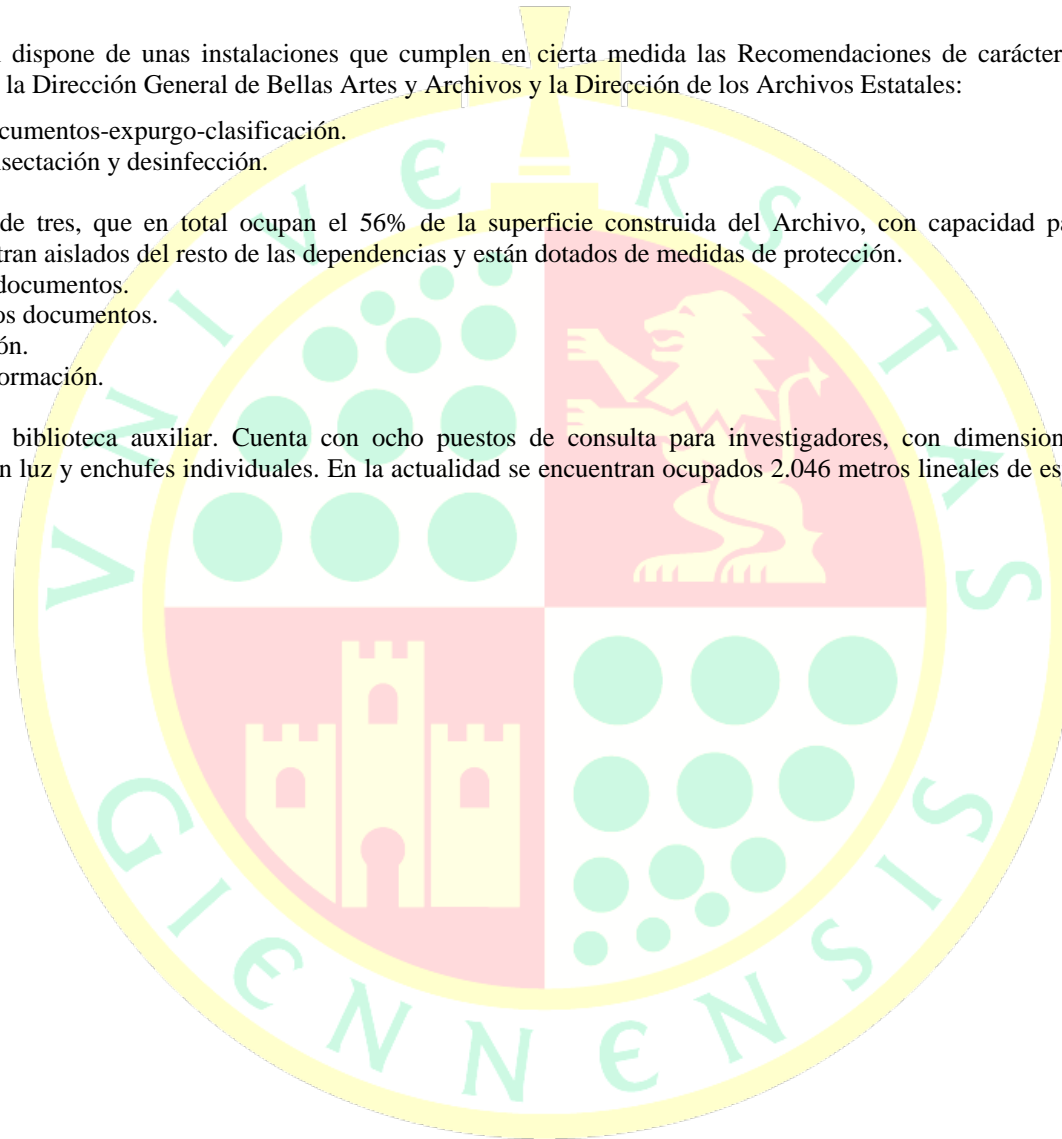 dispone de unas instalaciones que cumplen en cierta medida las Recomendaciones de carácter
la Dirección General de Bellas Artes y Archivos y la Dirección de los Archivos Estatales:
cumentos-expurgo-clasificación.
sectación y desinfección.
de tres, que en total ocupan el 56% de la superficie construida del Archivo, con capacidad pa
tran aislados del resto de las dependencias y están dotados de medidas de protección.
documentos.
os documentos.
ón.
ormación.
biblioteca auxiliar. Cuenta con ocho puestos de consulta para investigadores, con dimension
n luz y enchufes individuales. En la actualidad se encuentran ocupados 2.046 metros lineales de es
VNIVERSITAS
GIENNENSIS